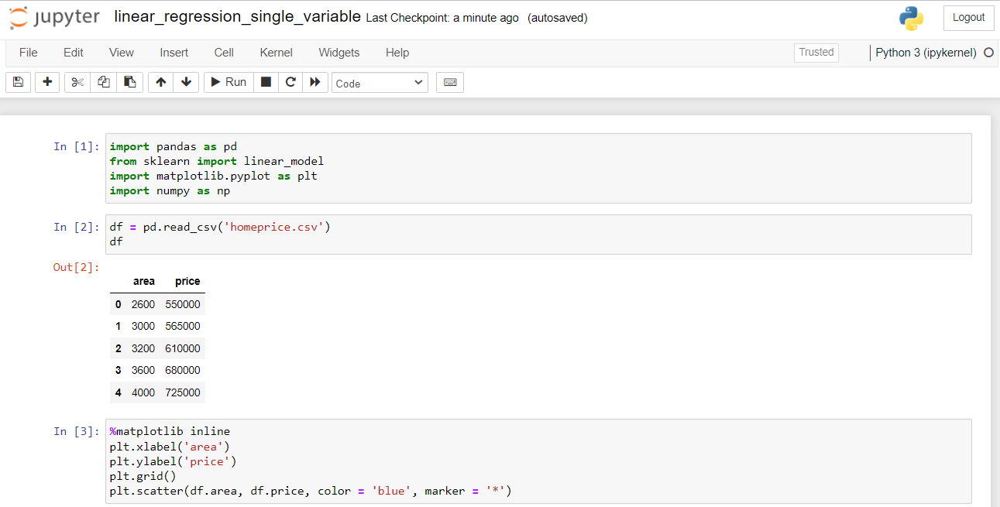 jupyter linear_regression_single_variable Last Checkpoint: a minute ago (autosaved) Logout
File Edit View Insert Cell Kernel Widgets Help Trusted Python 3 (ipykernel)
Run Code
In [1]: import pandas as pd
from sklearn import linear_model
import matplotlib.pyplot as plt
import numpy as np
In [2]: df = pd.read_csv('homeprice.csv')
df
Out[2]:
area price
0 2600 550000
1 3000 565000
2 3200 610000
3 3600 680000
4 4000 725000
In [3]: %matplotlib inline
plt.xlabel('area')
plt.ylabel('price')
plt.grid()
plt.scatter(df.area, df.price, color = 'blue', marker = '*')